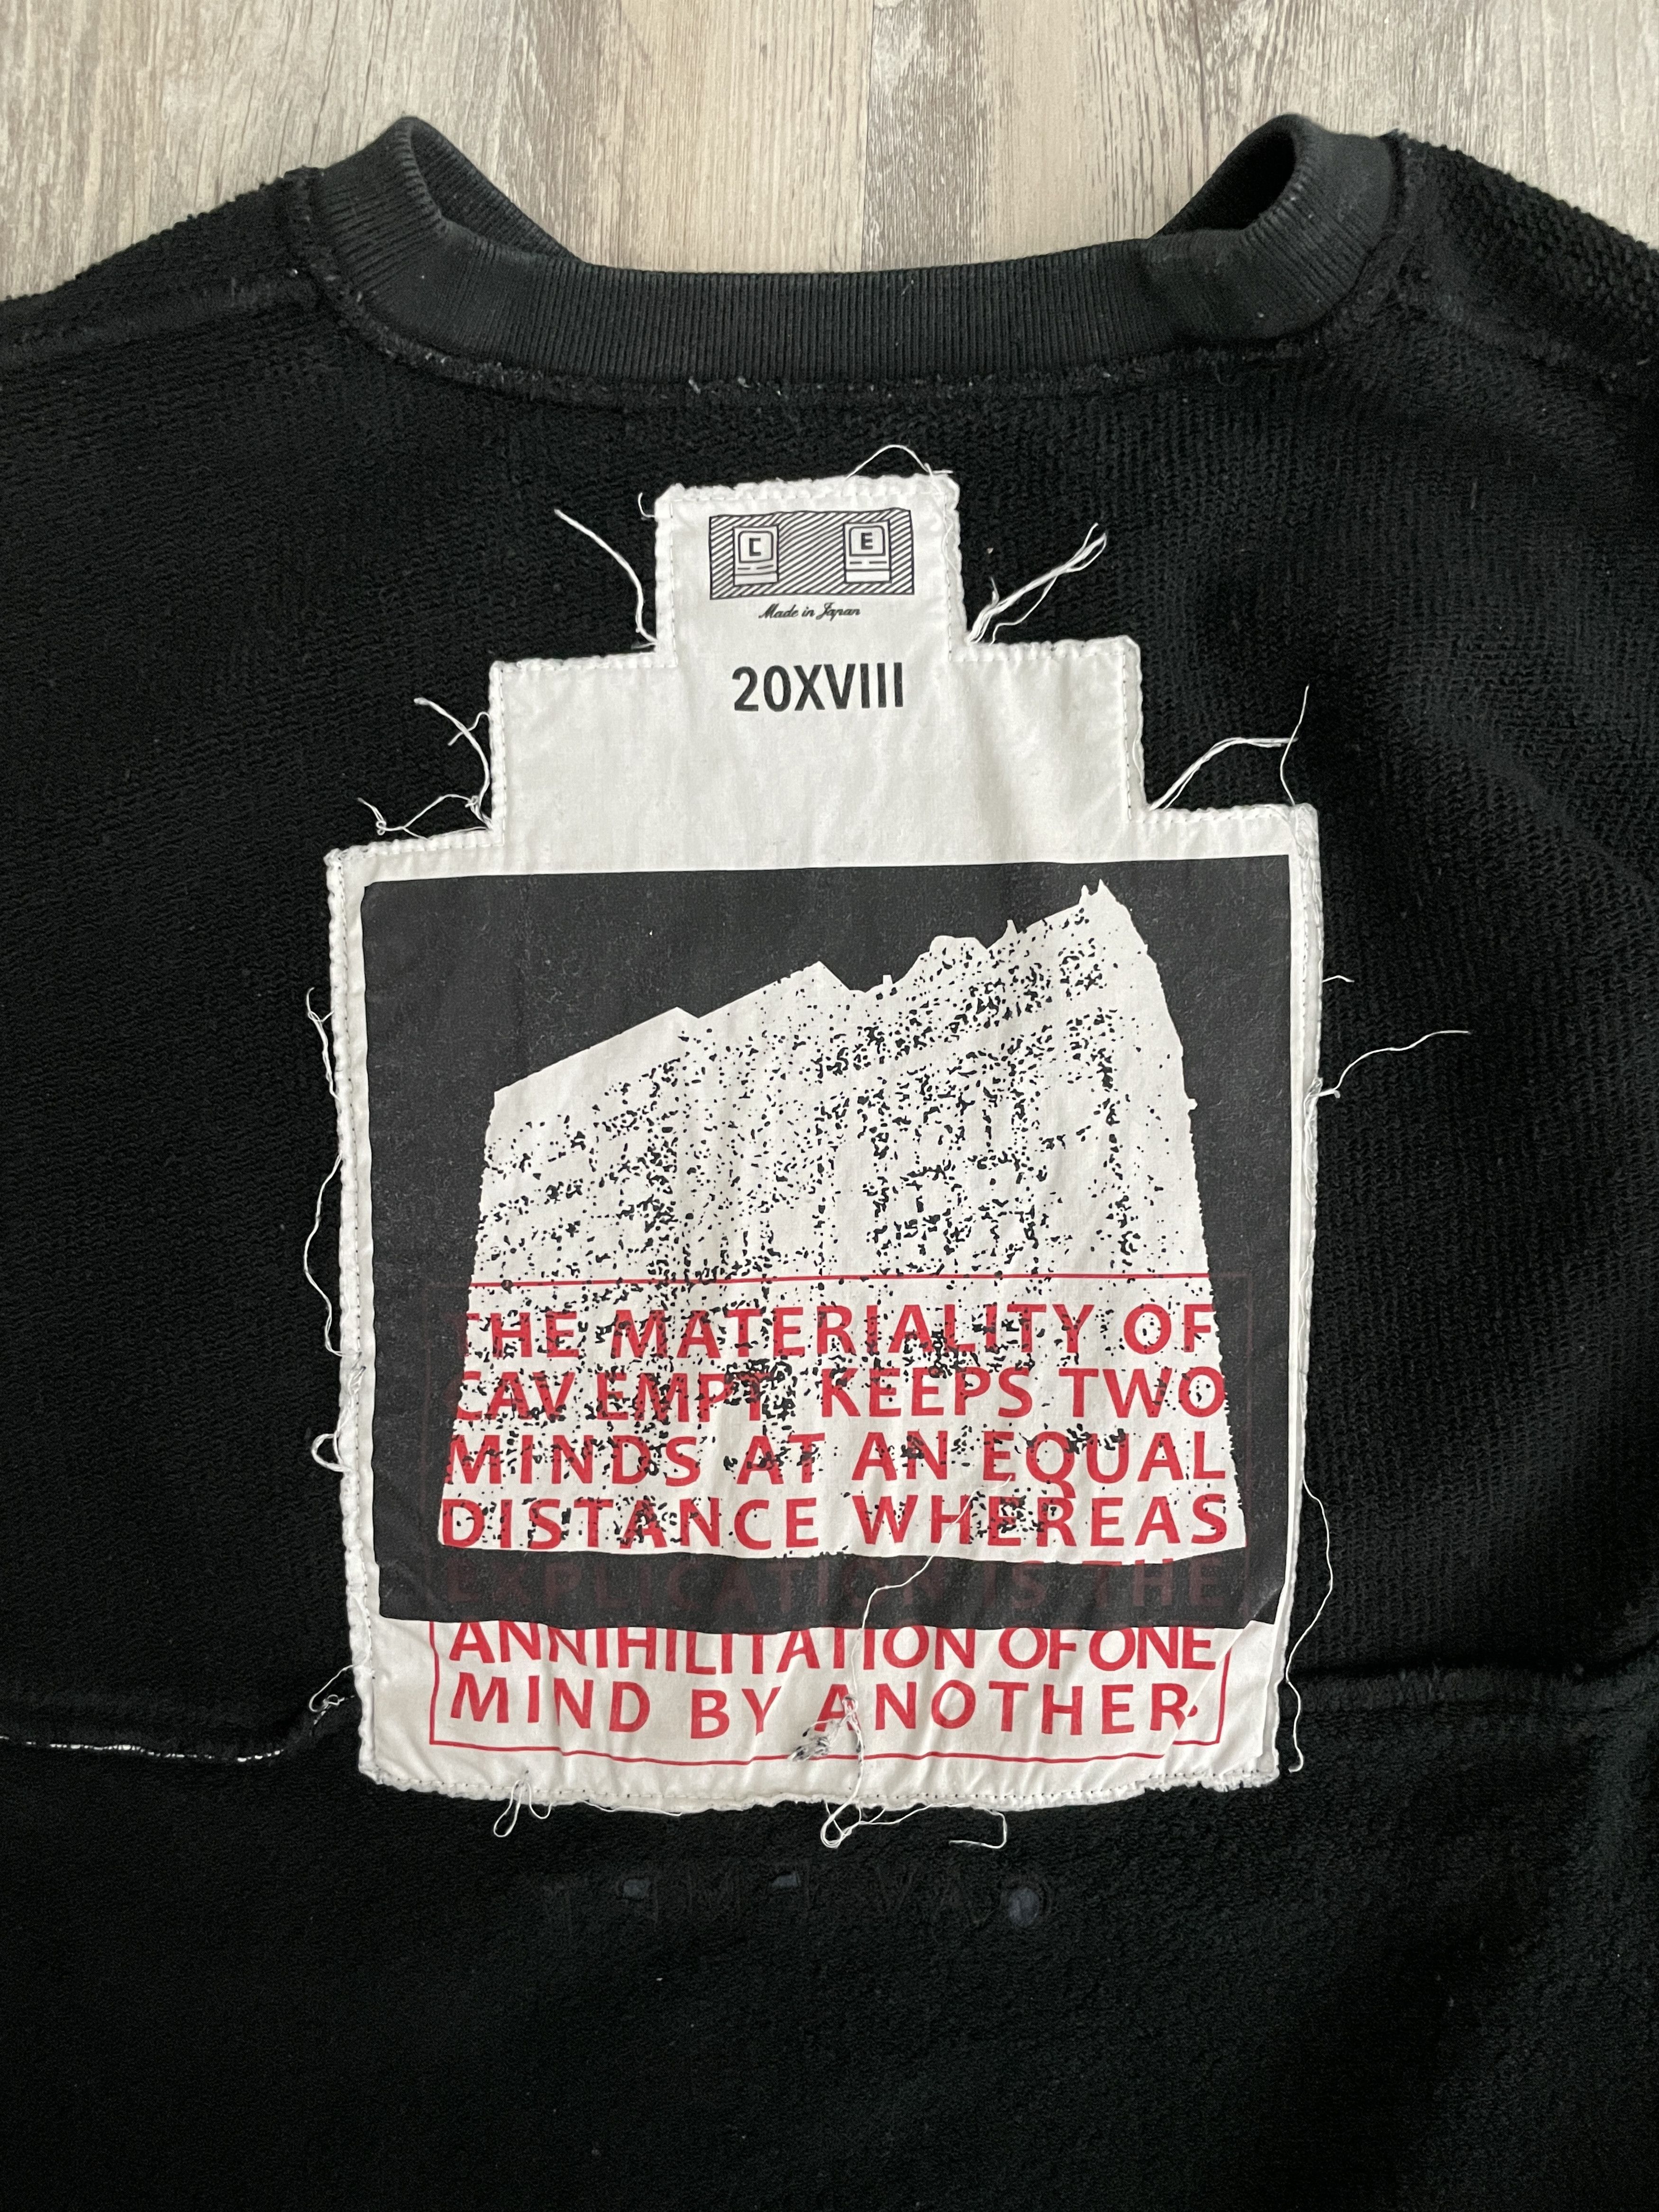 C E
Made in Japan
20XVIII
THE MATERIALITY OF
CAV EMPT KEEPS TWO
MINDS AT AN EQUAL
DISTANCE WHEREAS
EXPLICATION IS THE
ANNIHILITATION OF ONE
MIND BY ANOTHER.